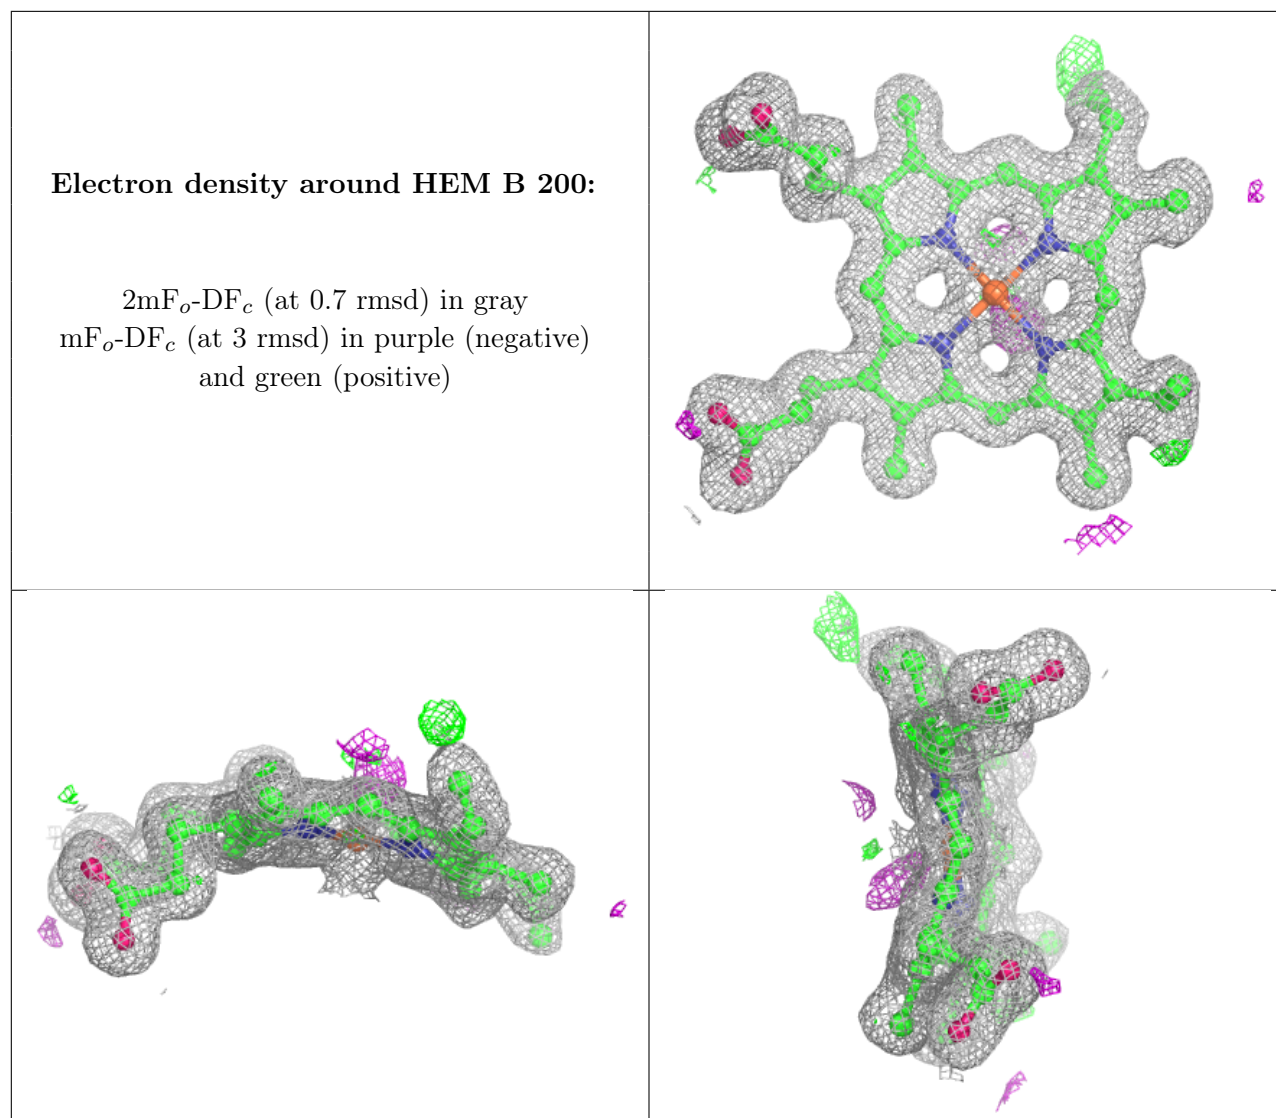 Electron density around HEM B 200:
2mFo-DFc (at 0.7 rmsd) in gray
mFo-DFc (at 3 rmsd) in purple (negative)
and green (positive)